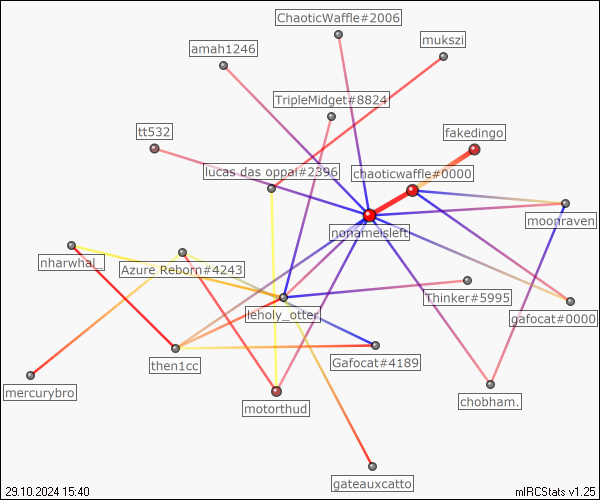 ChaoticWaffle#2006
mukszi
amah1246
TripleMidget#8824
fakedingo
tt532
lucas das oppai#2396
chaoticwaffle#0000
moonraven
nonameisleft
nharwhal_
Azure Reborn#4243
Thinker#5995
leholy_otter
gafocat#0000
then1cc
Gafocat#4189
mercurybro
motorthud
chobham.
gateauxcatto
29.10.2024 15:40
mIRCStats v1.25